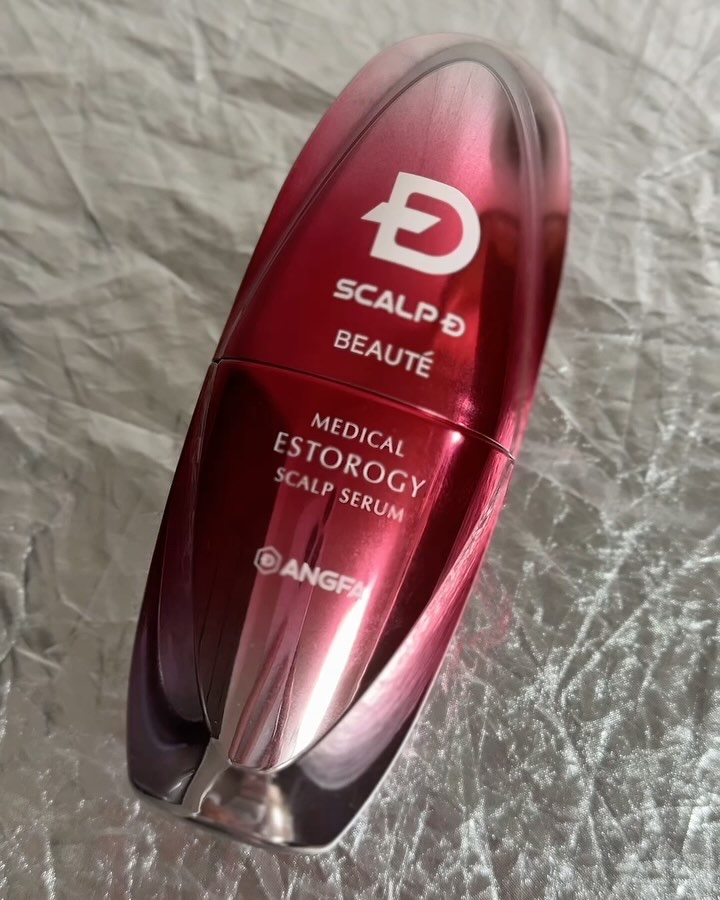 SCALP-D
BEAUTÉ
MEDICAL
ESTOROGY
SCALP SERUM
ANGFA